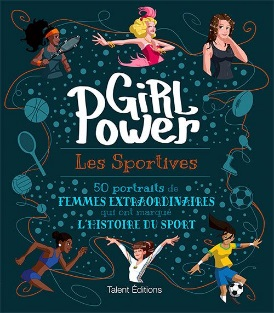 GiRL
POWER
Les Sportives
50 portraits de
FEMMES EXTRAORDINAIRES
qui ont marqué
L'HISTOIRE DU SPORT
Talent Éditions